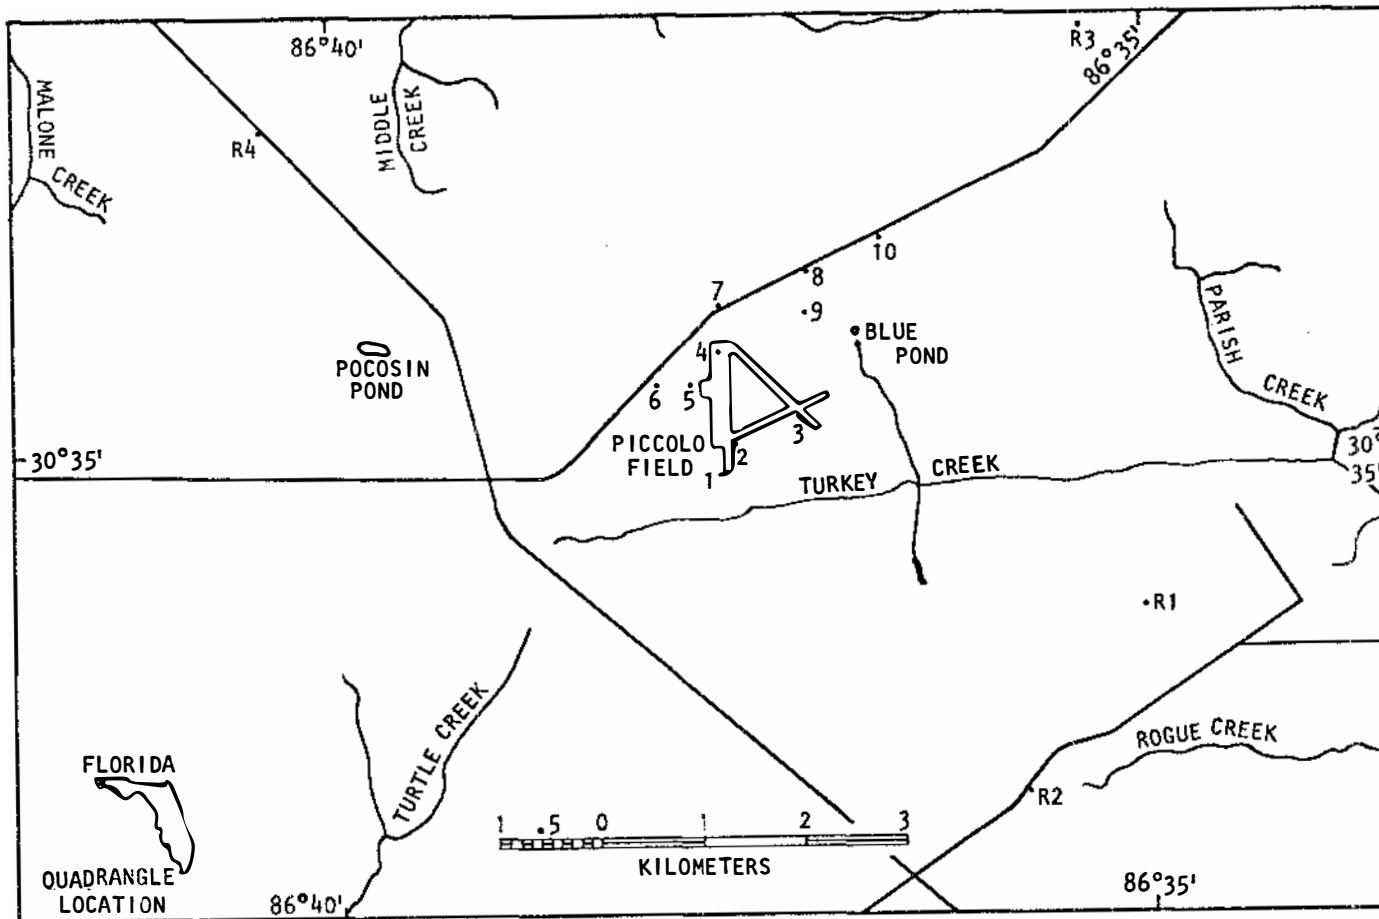 86°40'
R3
86°35'
MALONE
CREEK
MIDDLE
CREEK
R4
10
8
7
9
PARISH
CREEK
BLUE
POND
4
POCOSIN
POND
6
5
3
PICCOLO
FIELD
2
1
30°35'
30°
35'
TURKEY
CREEK
R1
TURTLE CREEK
ROGUE CREEK
R2
FLORIDA
QUADRANGLE
LOCATION
1 .5 0 1 2 3
KILOMETERS
86°40'
86°35'